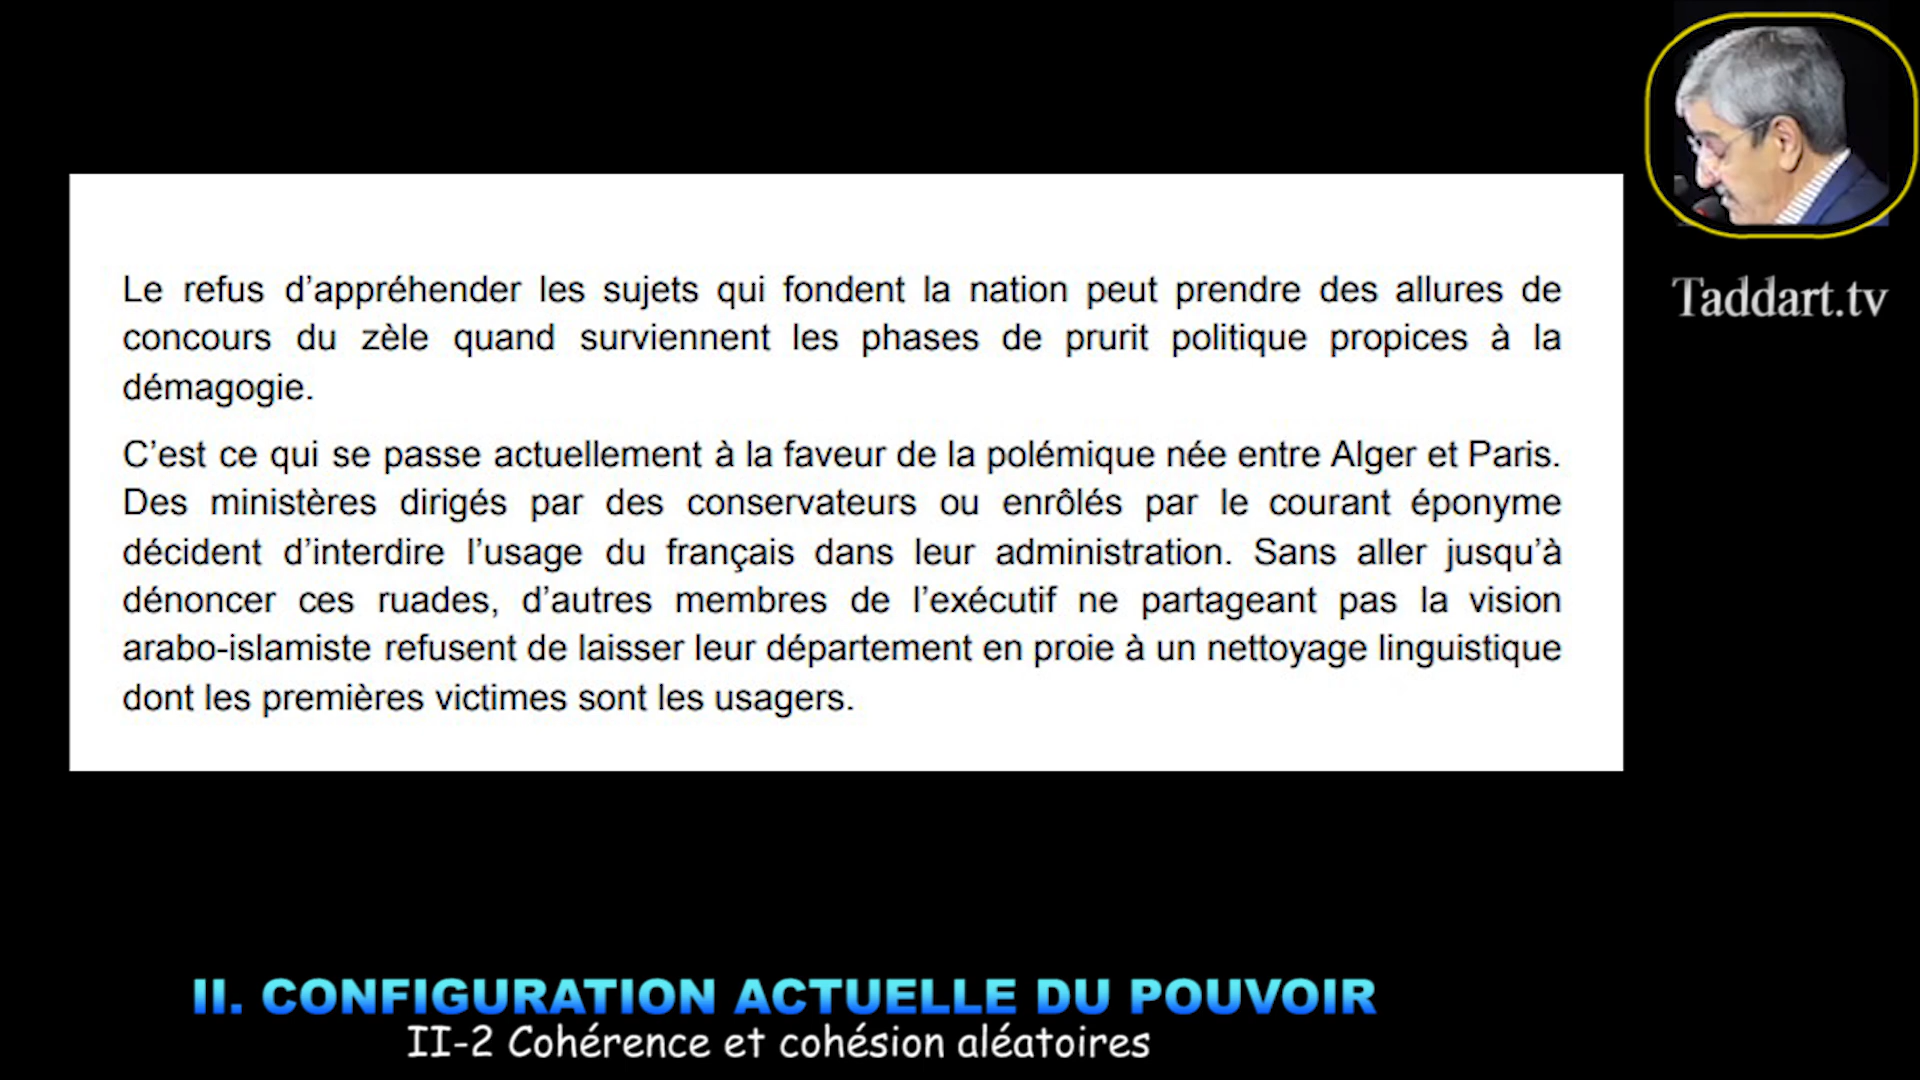 Le refus d’appréhender les sujets qui fondent la nation peut prendre des allures de
concours du zèle quand surviennent les phases de prurit politique propices à la
démagogie.
C’est ce qui se passe actuellement à la faveur de la polémique née entre Alger et Paris.
Des ministères dirigés par des conservateurs ou enrôlés par le courant éponyme
décident d’interdire l’usage du français dans leur administration. Sans aller jusqu’à
dénoncer ces ruades, d’autres membres de l’exécutif ne partageant pas la vision
arabo-islamiste refusent de laisser leur département en proie à un nettoyage linguistique
dont les premières victimes sont les usagers.
Taddart.tv
II. CONFIGURATION ACTUELLE DU POUVOIR
II-2 Cohérence et cohésion aléatoires